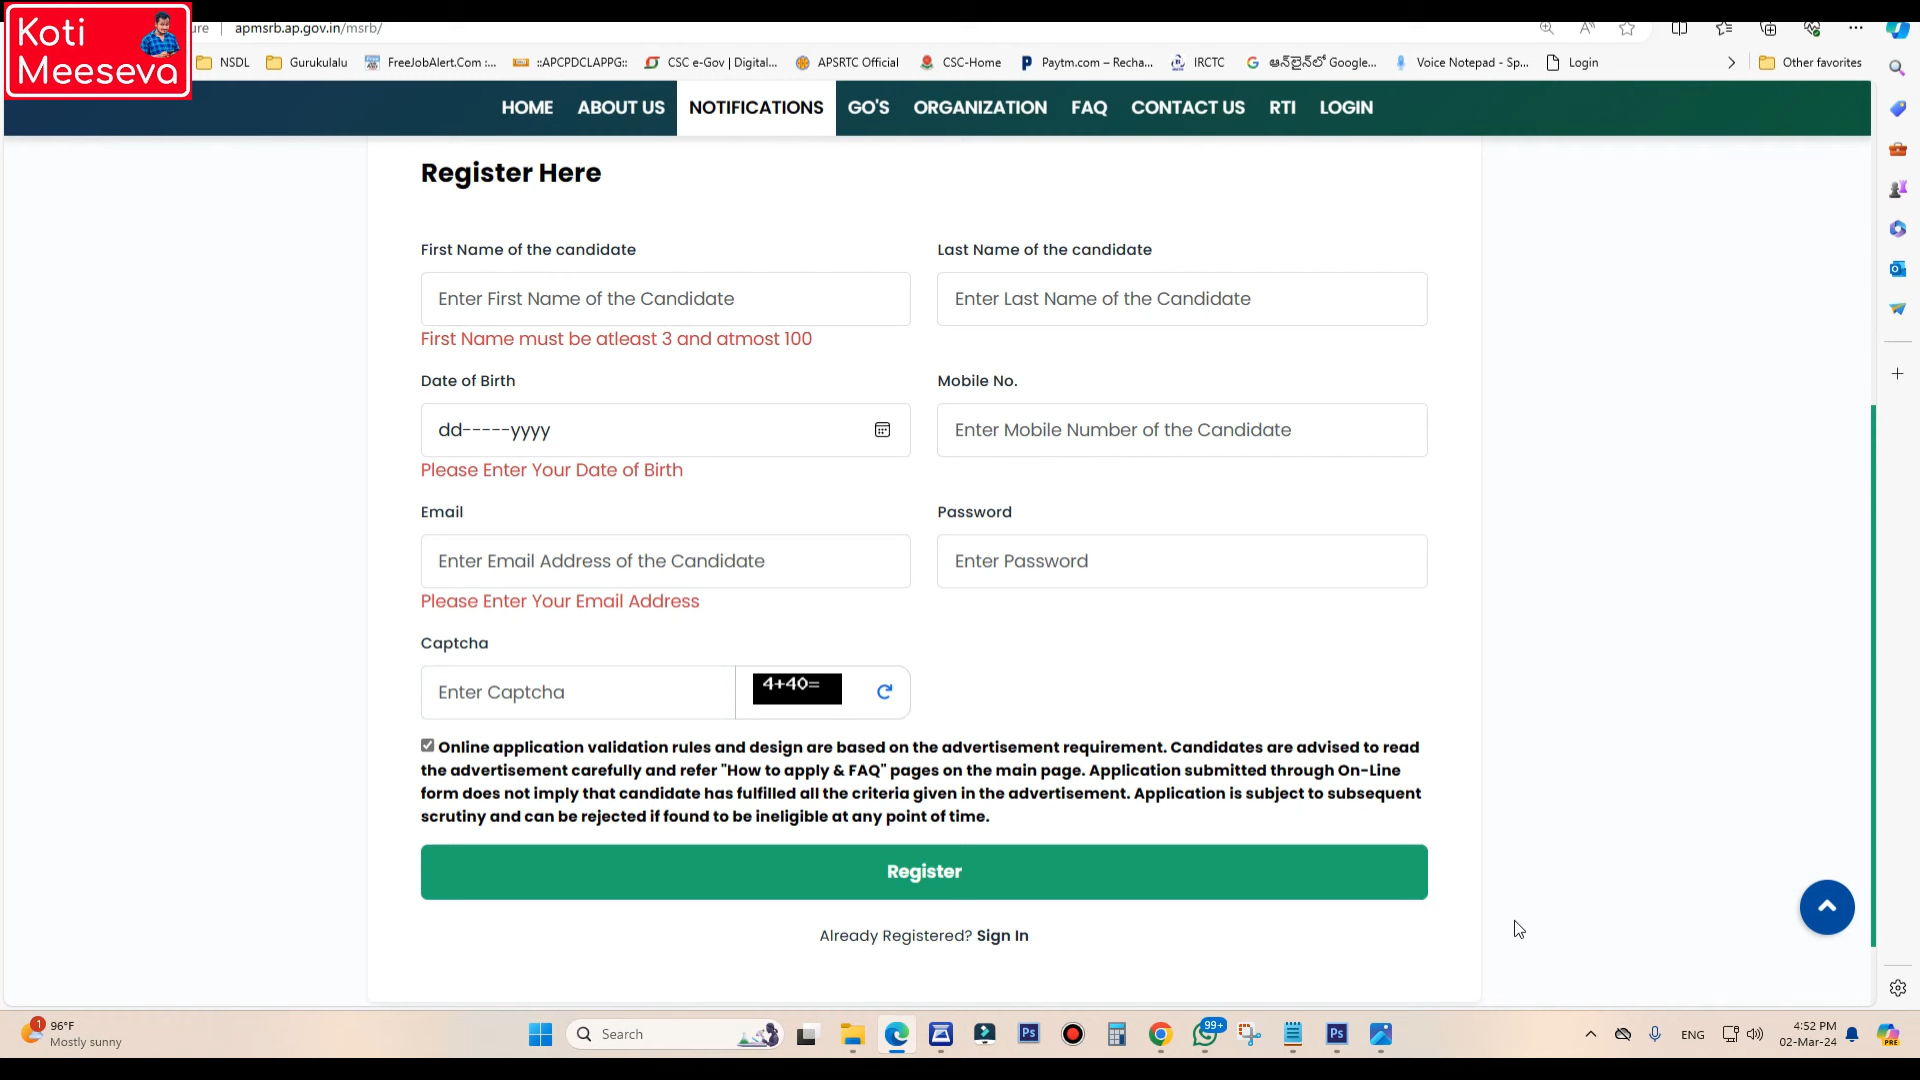 Koti
Meeseva
ure
apmsrb.ap.gov.in/msrb/
NSDL
Gurukulalu
FreeJobAlert.Com :...
::APCPDCLAPPG::
CSC e-Gov | Digital...
APSRTC Official
CSC-Home
Paytm.com – Recha...
IRCTC
ఆన్‌లైన్‌లో Google...
Voice Notepad - Sp...
Login
Other favorites
HOME
ABOUT US
NOTIFICATIONS
GO'S
ORGANIZATION
FAQ
CONTACT US
RTI
LOGIN
Register Here
First Name of the candidate
Last Name of the candidate
Enter First Name of the Candidate
Enter Last Name of the Candidate
First Name must be atleast 3 and atmost 100
Date of Birth
Mobile No.
dd-----yyyy
Enter Mobile Number of the Candidate
Please Enter Your Date of Birth
Email
Password
Enter Email Address of the Candidate
Enter Password
Please Enter Your Email Address
Captcha
Enter Captcha
4+40=
Online application validation rules and design are based on the advertisement requirement. Candidates are advised to read
the advertisement carefully and refer "How to apply & FAQ" pages on the main page. Application submitted through On-Line
form does not imply that candidate has fulfilled all the criteria given in the advertisement. Application is subject to subsequent
scrutiny and can be rejected if found to be ineligible at any point of time.
Register
Already Registered? Sign In
1
96°F
Mostly sunny
Search
Ps
99+
Ps
ENG
4:52 PM
02-Mar-24
PRE